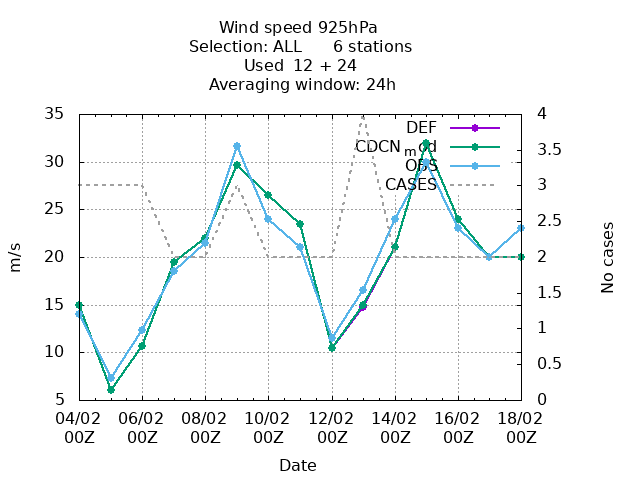 Wind speed 925hPa
Selection: ALL 6 stations
Used 12 + 24
Averaging window: 24h
35
30
25
20
15
10
5
4
3.5
3
2.5
2
1.5
1
0.5
0
DEF
CDCN_mod
OBS
CASES
m/s
No cases
04/02 06/02 08/02 10/02 12/02 14/02 16/02 18/02
00Z 00Z 00Z 00Z 00Z 00Z 00Z 00Z
Date